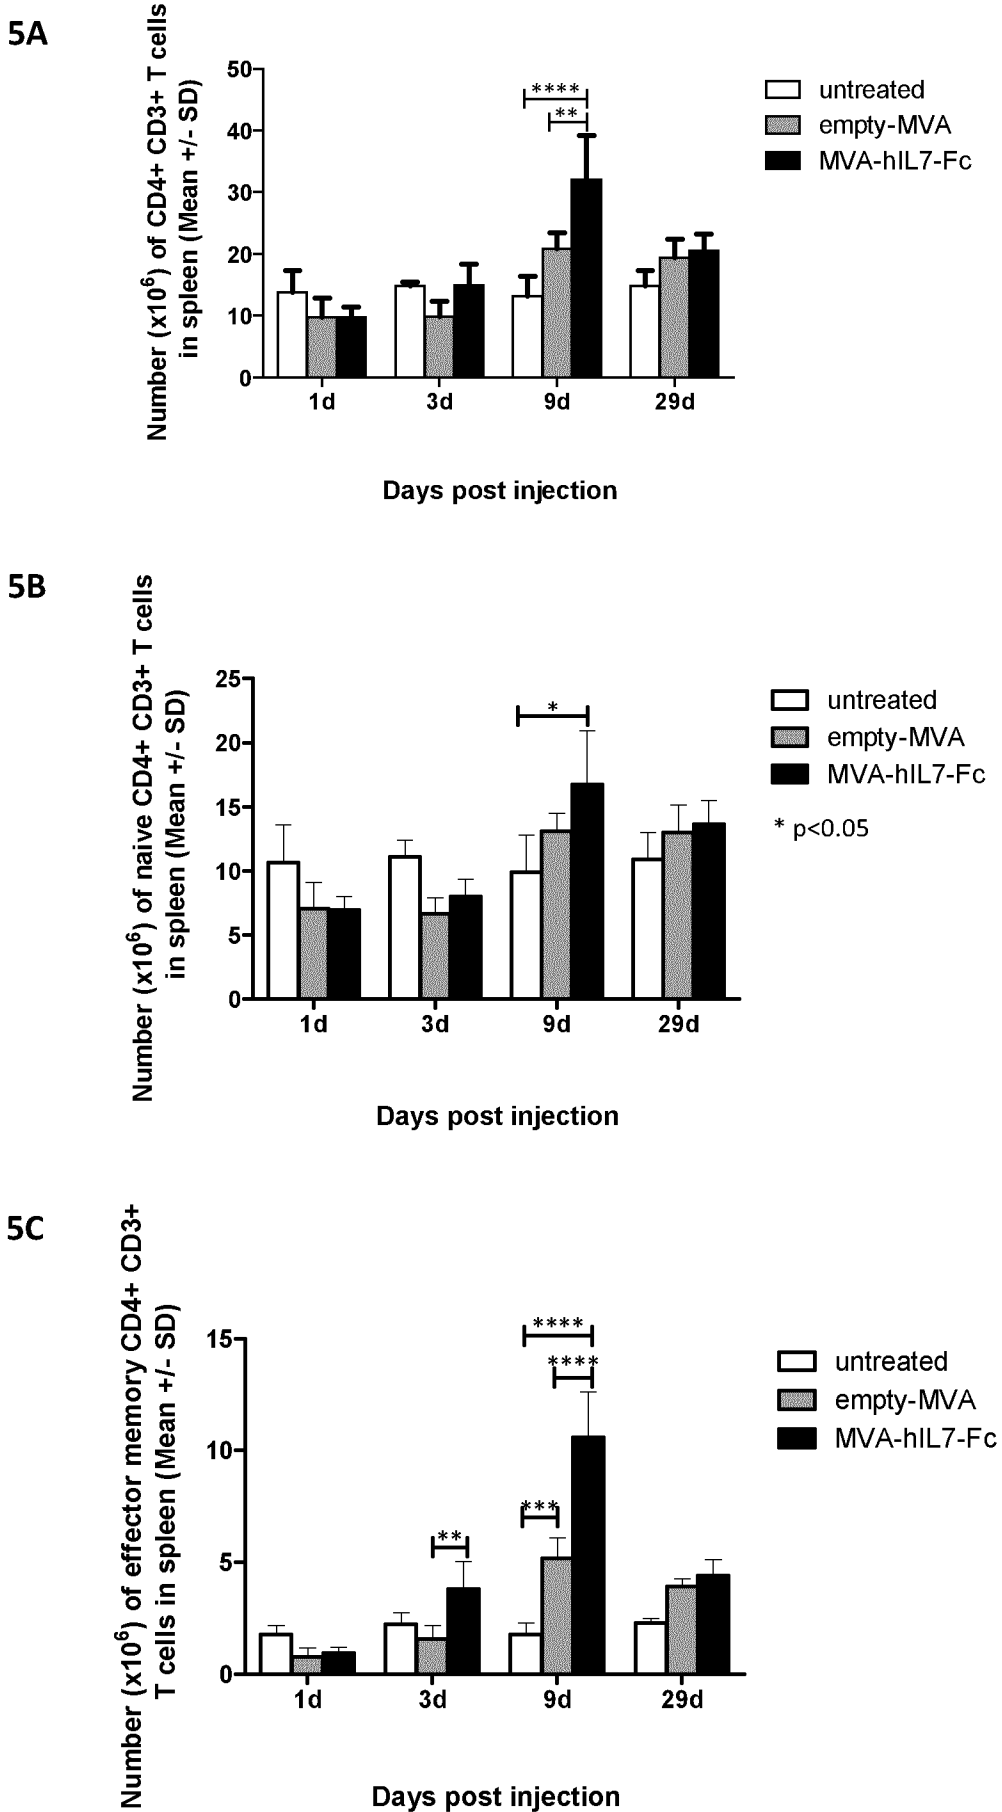 5A
Number (x10⁶) of CD4+ CD3+ T cells
in spleen (Mean +/- SD)
50
40
30
20
10
0
****
**
1d 3d 9d 29d
Days post injection
untreated
empty-MVA
MVA-hIL7-Fc
5B
Number (x10⁶) of naive CD4+ CD3+ T cells
in spleen (Mean +/- SD)
25
20
15
10
5
0
*
1d 3d 9d 29d
Days post injection
untreated
empty-MVA
MVA-hIL7-Fc
* p<0.05
5C
Number (x10⁶) of effector memory CD4+ CD3+
T cells in spleen (Mean +/- SD)
15
10
5
0
****
****
***
**
1d 3d 9d 29d
Days post injection
untreated
empty-MVA
MVA-hIL7-Fc